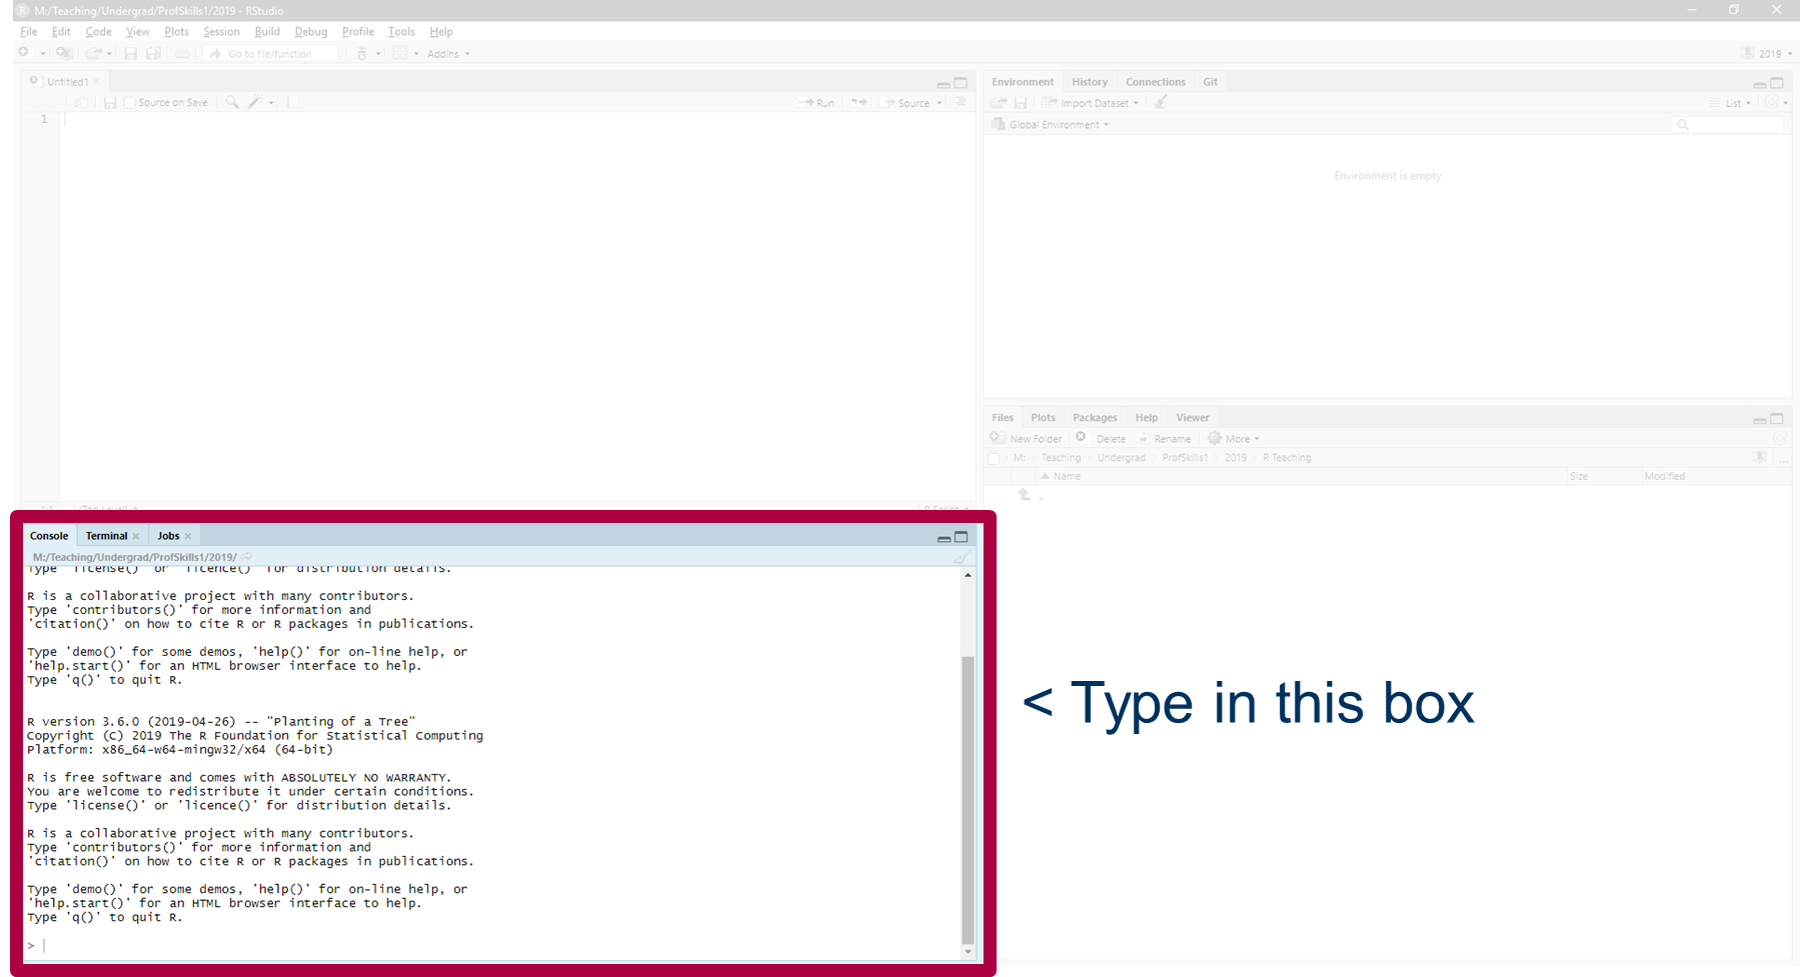 M:/Teaching/Undergrad/ProfSkills1/2019 - RStudio
File Edit Code View Plots Session Build Debug Profile Tools Help
Go to file/function Addins 2019
Untitled1
Source on Save Run Source
1
Environment History Connections Git
Import Dataset List
Global Environment
Environment is empty
Files Plots Packages Help Viewer
New Folder Delete Rename More
M: Teaching Undergrad ProfSkills1 2019 R Teaching ...
Name Size Modified
..
1:1 (Top Level) R Script
Console Terminal Jobs
M:/Teaching/Undergrad/ProfSkills1/2019/
Type 'license()' or 'licence()' for distribution details.
R is a collaborative project with many contributors.
Type 'contributors()' for more information and
'citation()' on how to cite R or R packages in publications.
Type 'demo()' for some demos, 'help()' for on-line help, or
'help.start()' for an HTML browser interface to help.
Type 'q()' to quit R.
R version 3.6.0 (2019-04-26) -- "Planting of a Tree"
Copyright (C) 2019 The R Foundation for Statistical Computing
Platform: x86_64-w64-mingw32/x64 (64-bit)
R is free software and comes with ABSOLUTELY NO WARRANTY.
You are welcome to redistribute it under certain conditions.
Type 'license()' or 'licence()' for distribution details.
R is a collaborative project with many contributors.
Type 'contributors()' for more information and
'citation()' on how to cite R or R packages in publications.
Type 'demo()' for some demos, 'help()' for on-line help, or
'help.start()' for an HTML browser interface to help.
Type 'q()' to quit R.
>
< Type in this box